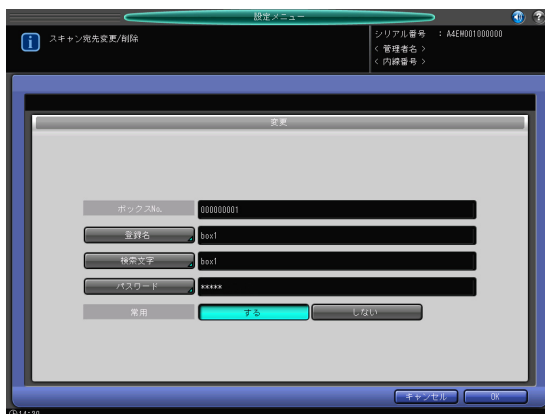 設定メニュー
スキャン宛先変更/削除
シリアル番号 : A4EW001000000
< 管理者名 >
< 内線番号 >
変更
ボックスNo. 000000001
登録名 box1
検索文字 box1
パスワード *****
常用 する しない
キャンセル OK
14:30